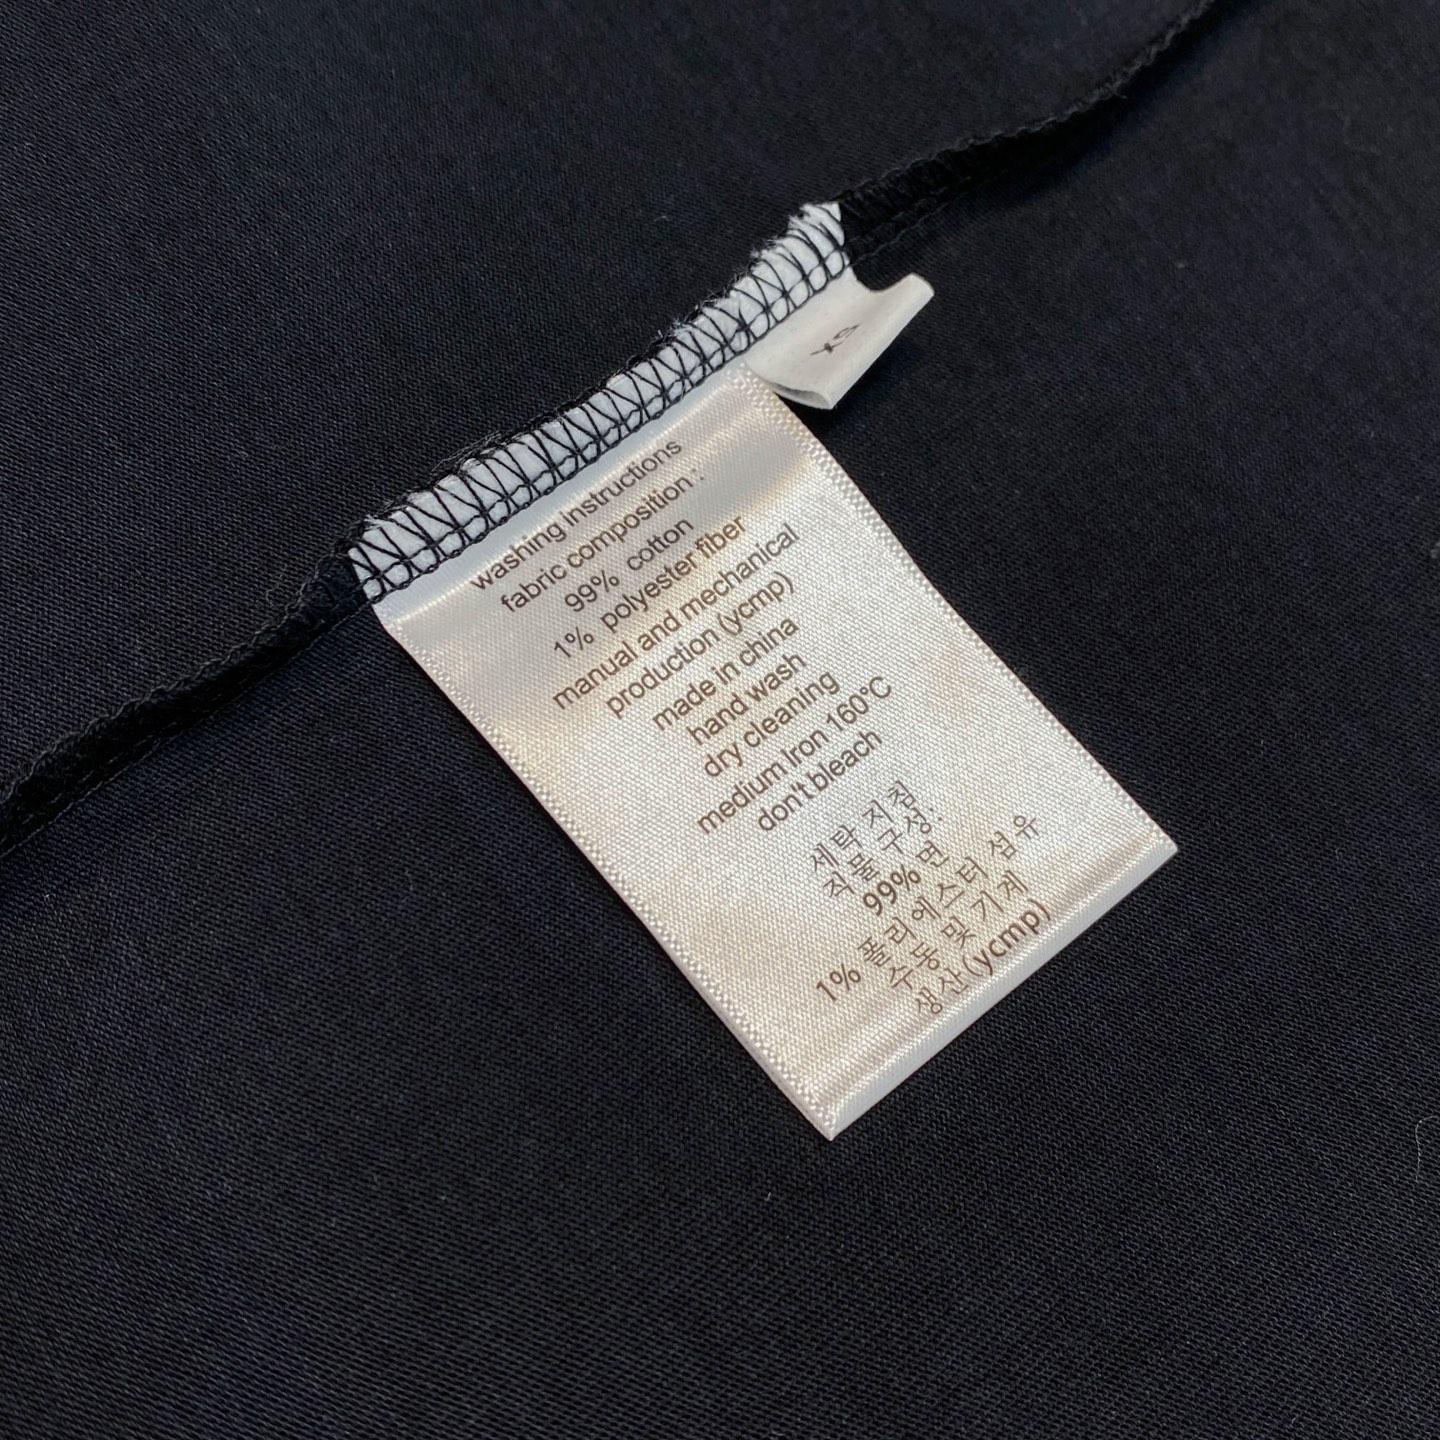 XS
washing instructions
fabric composition :
99% cotton
1% polyester fiber
manual and mechanical
production (ycmp)
made in china
hand wash
dry cleaning
medium Iron 160°C
don't bleach
세탁 지침
직물 구성:
99% 면
1% 폴리에스터 섬유
수동 및 기계
생산(ycmp)